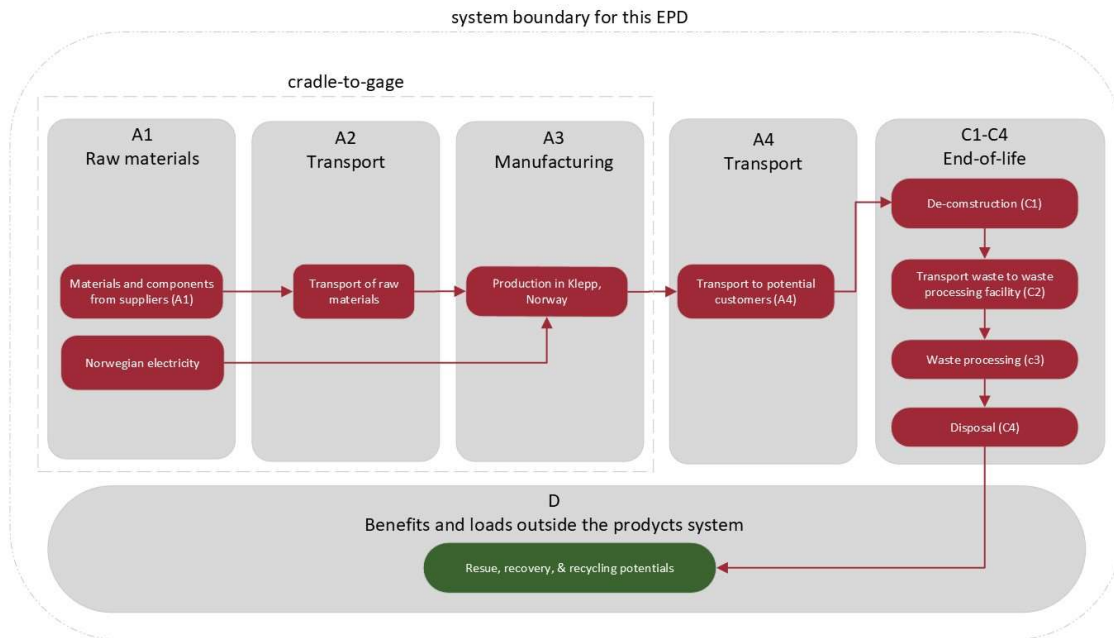 system boundary for this EPD
cradle-to-gage
A1
Raw materials
A2
Transport
A3
Manufacturing
A4
Transport
C1-C4
End-of-life
De-comstruction (C1)
Materials and components
from suppliers (A1)
Transport of raw
materials
Production in Klepp,
Norway
Transport to potential
customers (A4)
Transport waste to waste
processing facility (C2)
Norwegian electricity
Waste processing (c3)
Disposal (C4)
D
Benefits and loads outside the prodycts system
Resue, recovery, & recycling potentials